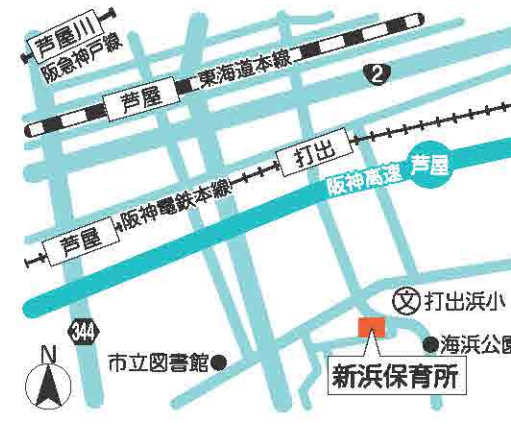 芦屋川
阪急神戸線
東海道本線
芦屋
2
打出
阪神高速
芦屋
阪神電鉄本線
芦屋
文
打出浜小
344
N
市立図書館
海浜公園
新浜保育所